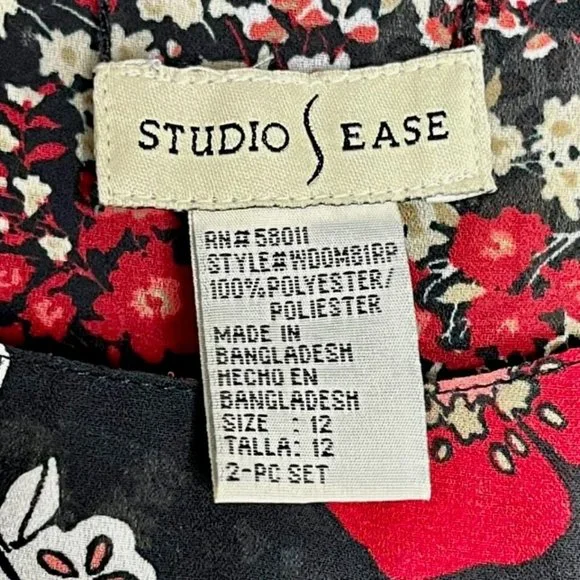 STUDIO EASE
RN#58011
STYLE#WDOM81RP
100%POLYESTER/
POLIESTER
MADE IN
BANGLADESH
HECHO EN
BANGLADESH
SIZE : 12
TALLA: 12
2-PC SET